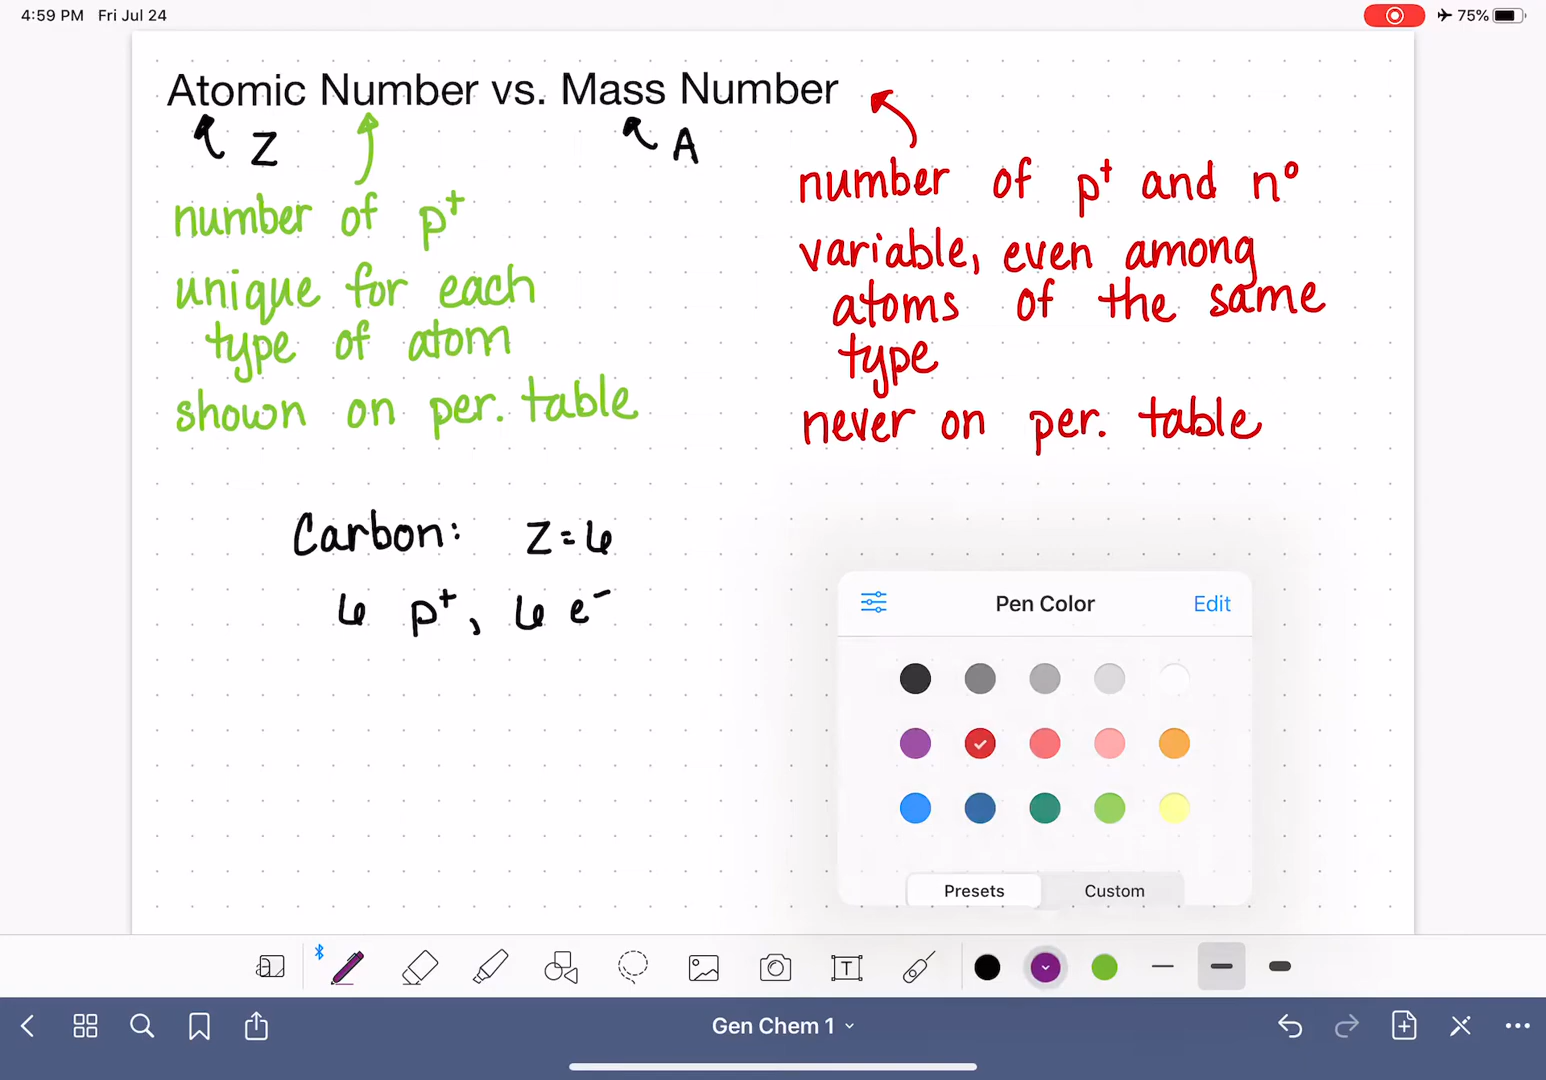 4:59 PM Fri Jul 24
75%
Atomic Number vs. Mass Number
Z
A
number of p⁺
unique for each
type of atom
shown on per. table
number of p⁺ and n⁰
variable, even among
atoms of the same
type
never on per. table
Carbon: Z=6
6 p⁺, 6 e⁻
Pen Color
Edit
Presets
Custom
T
Gen Chem 1